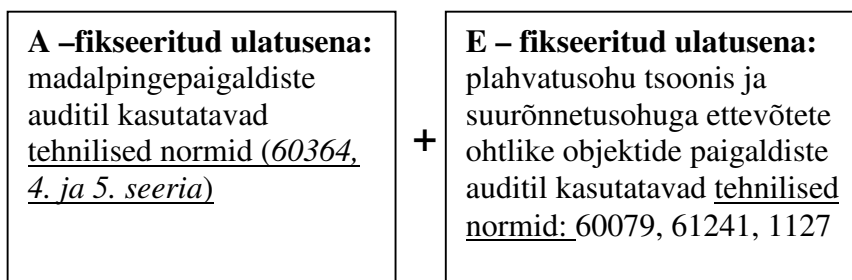 A –fikseeritud ulatusena:
madalpingepaigaldiste
auditil kasutatavad
tehnilised normid (60364,
4. ja 5. seeria)
+
E – fikseeritud ulatusena:
plahvatusohu tsoonis ja
suurõnnetusohuga ettevõtete
ohtlike objektide paigaldiste
auditil kasutatavad tehnilised
normid: 60079, 61241, 1127